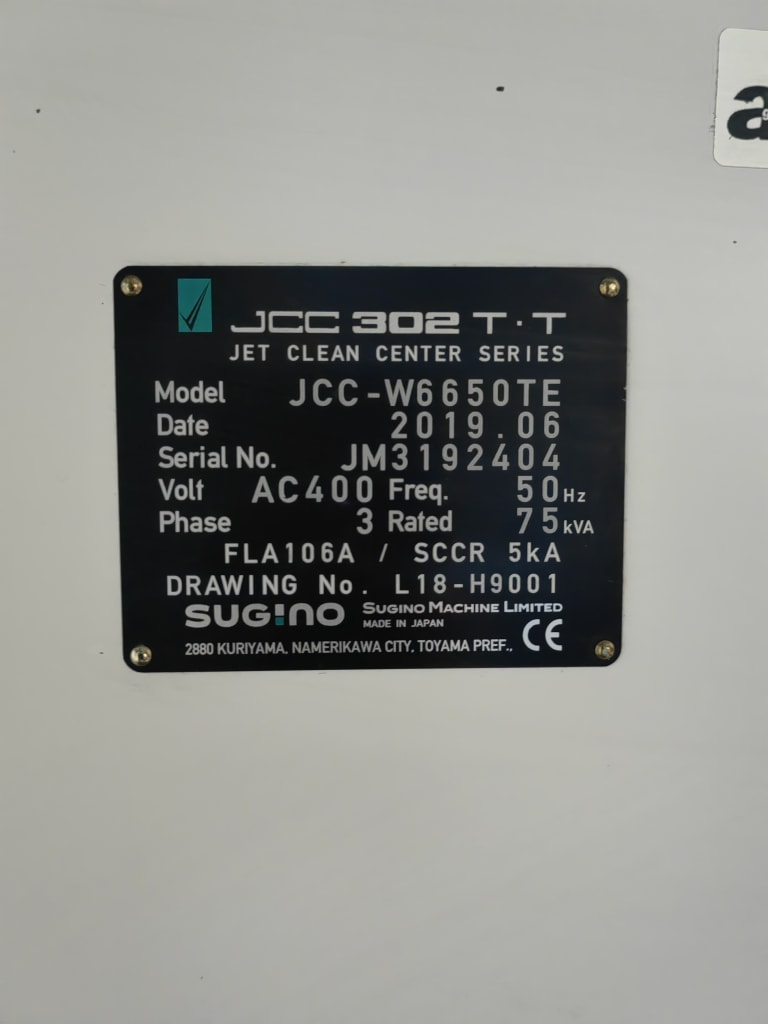 a
JCC 302 T·T
JET CLEAN CENTER SERIES
Model JCC-W6650TE
Date 2019.06
Serial No. JM3192404
Volt AC400 Freq. 50Hz
Phase 3 Rated 75kVA
FLA106A / SCCR 5kA
DRAWING No. L18-H9001
SUGINO SUGINO MACHINE LIMITED
MADE IN JAPAN
2880 KURIYAMA, NAMERIKAWA CITY, TOYAMA PREF., CE